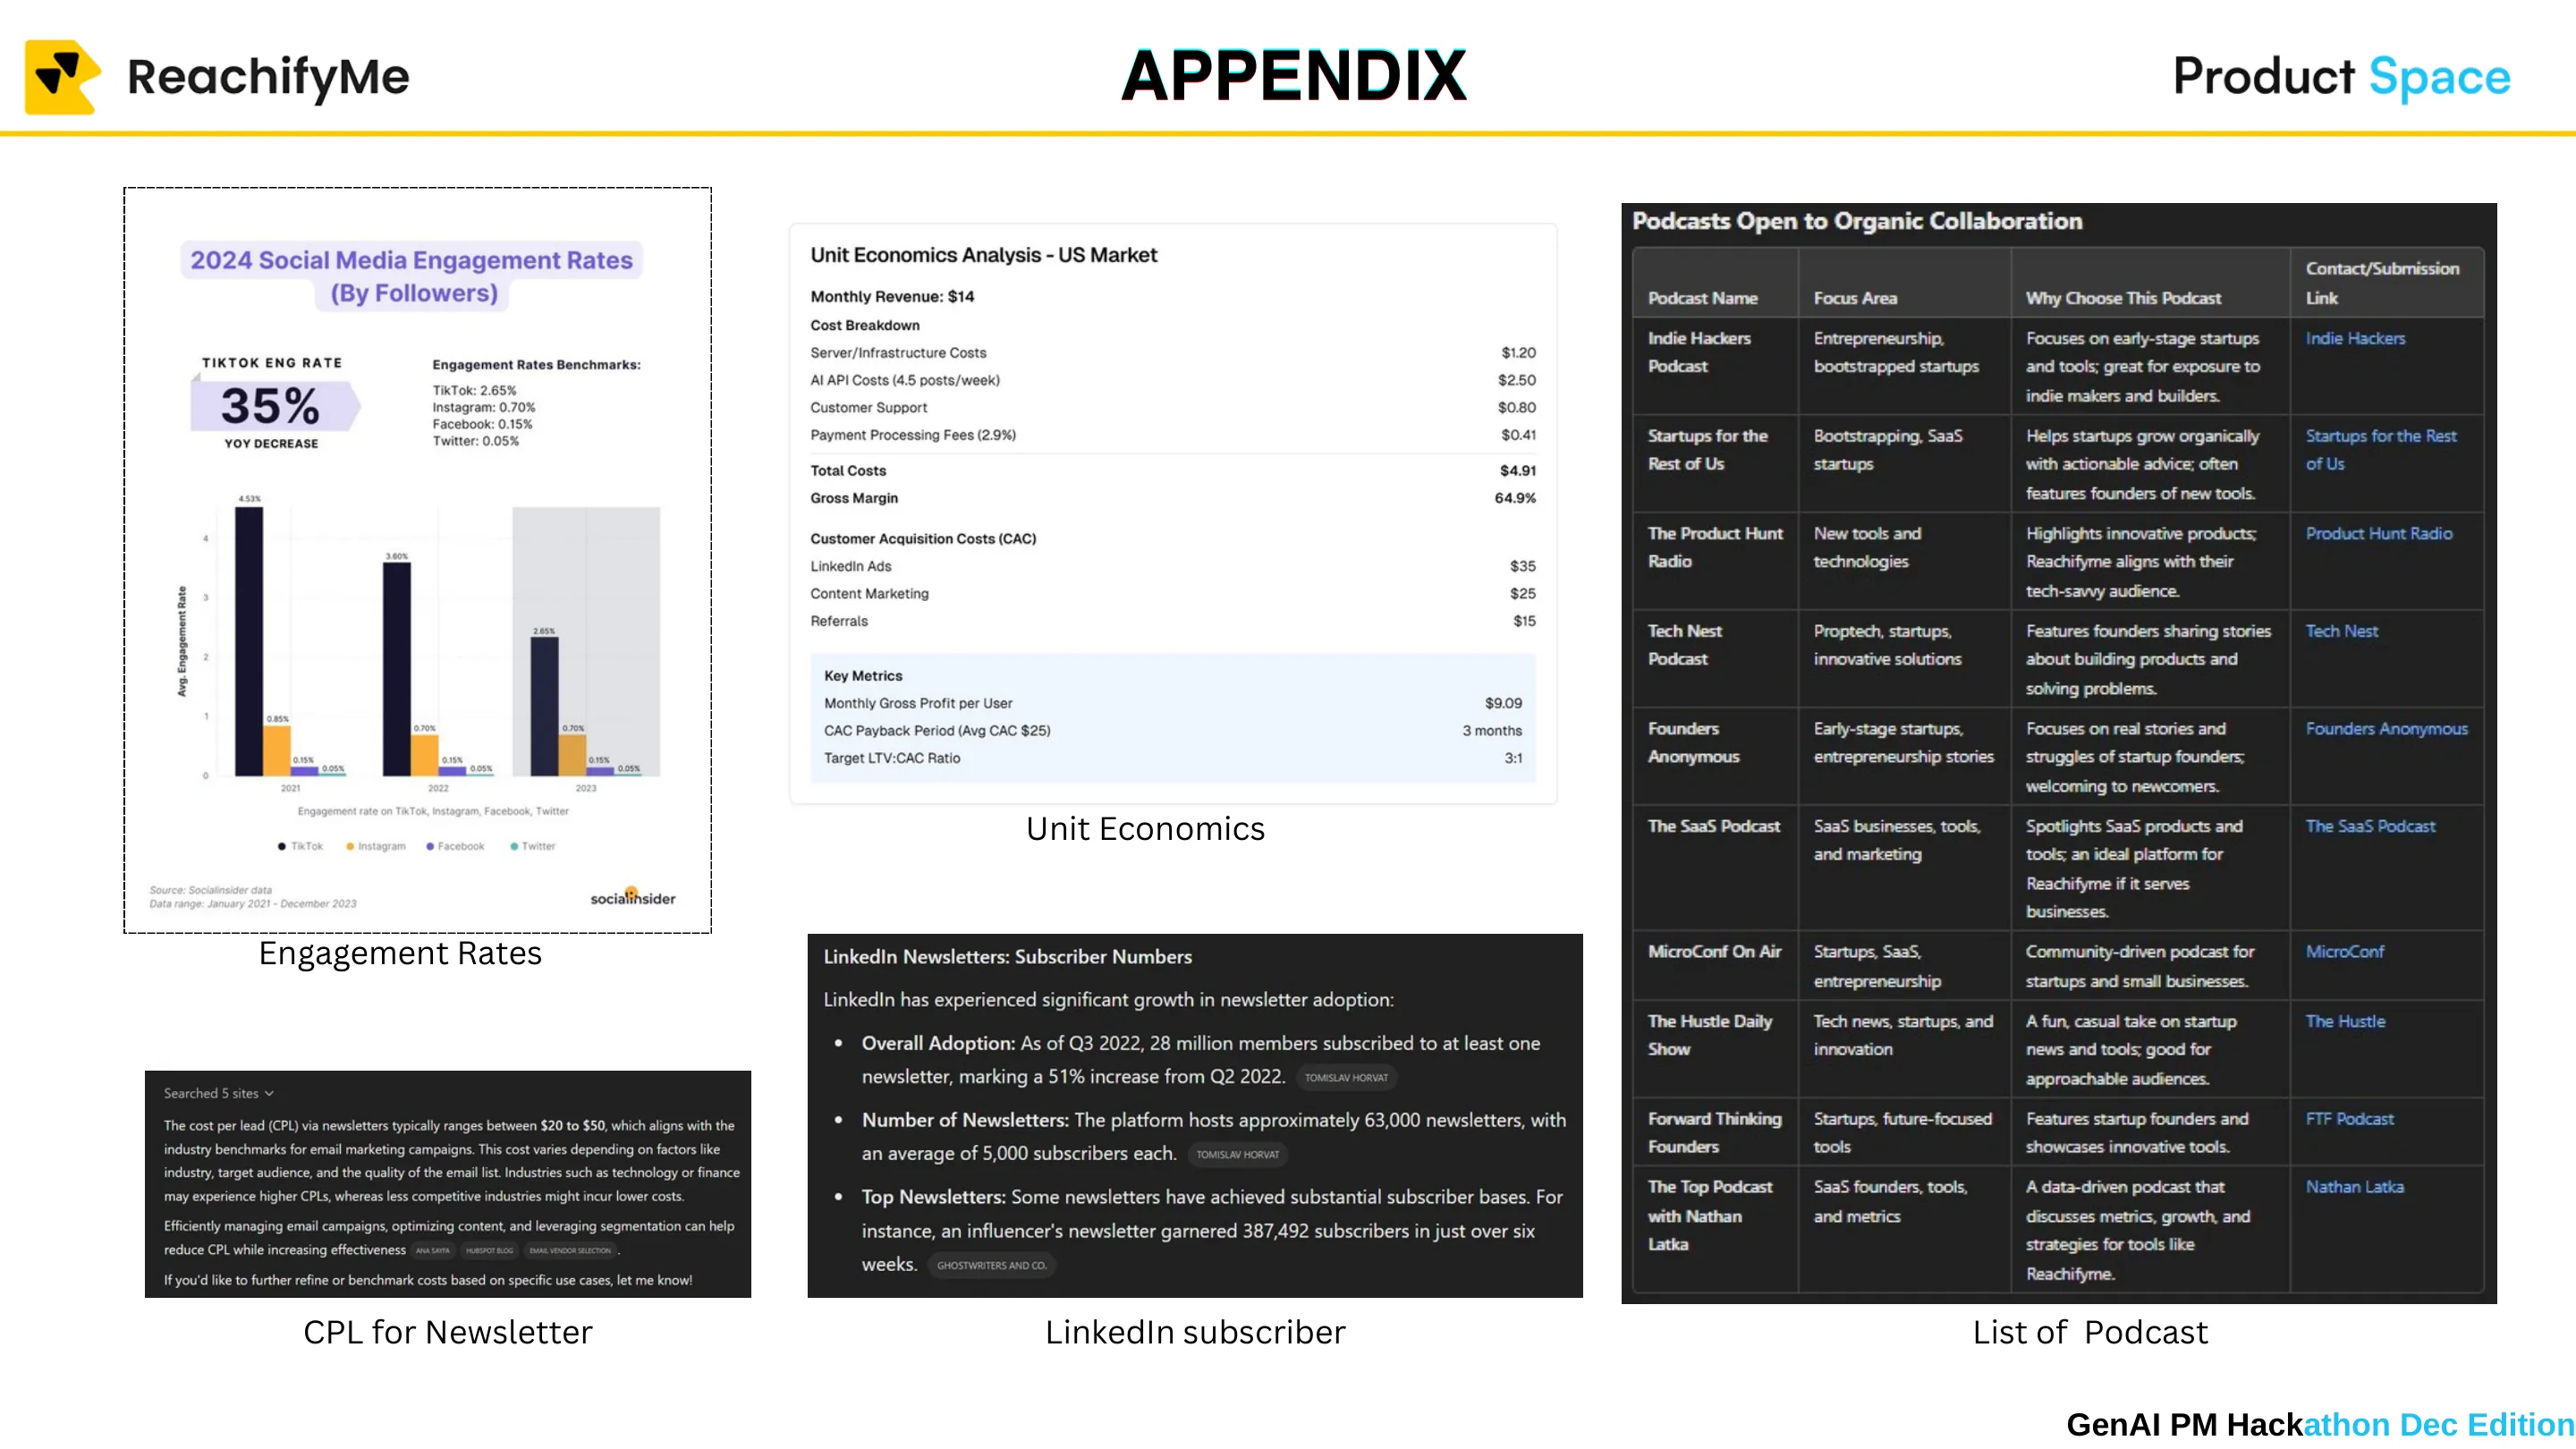 ReachifyMe
APPENDIX
Product Space
2024 Social Media Engagement Rates
(By Followers)
TIKTOK ENG RATE
35%
YOY DECREASE
Engagement Rates Benchmarks:
TikTok: 2.65%
Instagram: 0.70%
Facebook: 0.15%
Twitter: 0.05%
Avg. Engagement Rate
4
3
2
1
0
4.53%
0.85%
0.15%
0.05%
3.60%
0.70%
0.15%
0.05%
2.65%
0.70%
0.15%
0.05%
2021
2022
2023
Engagement rate on TikTok, Instagram, Facebook, Twitter
TikTok
Instagram
Facebook
Twitter
Source: Socialinsider data
Data range: January 2021 - December 2023
socialinsider
Engagement Rates
Searched 5 sites
The cost per lead (CPL) via newsletters typically ranges between $20 to $50, which aligns with the
industry benchmarks for email marketing campaigns. This cost varies depending on factors like
industry, target audience, and the quality of the email list. Industries such as technology or finance
may experience higher CPLs, whereas less competitive industries might incur lower costs.
Efficiently managing email campaigns, optimizing content, and leveraging segmentation can help
reduce CPL while increasing effectiveness ANA SAYFA HUBSPOT BLOG EMAIL VENDOR SELECTION .
If you'd like to further refine or benchmark costs based on specific use cases, let me know!
CPL for Newsletter
Unit Economics Analysis - US Market
Monthly Revenue: $14
Cost Breakdown
Server/Infrastructure Costs $1.20
AI API Costs (4.5 posts/week) $2.50
Customer Support $0.80
Payment Processing Fees (2.9%) $0.41
Total Costs $4.91
Gross Margin 64.9%
Customer Acquisition Costs (CAC)
LinkedIn Ads $35
Content Marketing $25
Referrals $15
Key Metrics
Monthly Gross Profit per User $9.09
CAC Payback Period (Avg CAC $25) 3 months
Target LTV:CAC Ratio 3:1
Unit Economics
LinkedIn Newsletters: Subscriber Numbers
LinkedIn has experienced significant growth in newsletter adoption:
• Overall Adoption: As of Q3 2022, 28 million members subscribed to at least one
newsletter, marking a 51% increase from Q2 2022. TOMISLAV HORVAT
• Number of Newsletters: The platform hosts approximately 63,000 newsletters, with
an average of 5,000 subscribers each. TOMISLAV HORVAT
• Top Newsletters: Some newsletters have achieved substantial subscriber bases. For
instance, an influencer's newsletter garnered 387,492 subscribers in just over six
weeks. GHOSTWRITERS AND CO.
LinkedIn subscriber
Podcasts Open to Organic Collaboration
Podcast Name
Focus Area
Why Choose This Podcast
Contact/Submission
Link
Indie Hackers
Podcast
Entrepreneurship,
bootstrapped startups
Focuses on early-stage startups
and tools; great for exposure to
indie makers and builders.
Indie Hackers
Startups for the
Rest of Us
Bootstrapping, SaaS
startups
Helps startups grow organically
with actionable advice; often
features founders of new tools.
Startups for the Rest
of Us
The Product Hunt
Radio
New tools and
technologies
Highlights innovative products;
Reachifyme aligns with their
tech-savvy audience.
Product Hunt Radio
Tech Nest
Podcast
Proptech, startups,
innovative solutions
Features founders sharing stories
about building products and
solving problems.
Tech Nest
Founders
Anonymous
Early-stage startups,
entrepreneurship stories
Focuses on real stories and
struggles of startup founders;
welcoming to newcomers.
Founders Anonymous
The SaaS Podcast
SaaS businesses, tools,
and marketing
Spotlights SaaS products and
tools; an ideal platform for
Reachifyme if it serves
businesses.
The SaaS Podcast
MicroConf On Air
Startups, SaaS,
entrepreneurship
Community-driven podcast for
startups and small businesses.
MicroConf
The Hustle Daily
Show
Tech news, startups, and
innovation
A fun, casual take on startup
news and tools; good for
approachable audiences.
The Hustle
Forward Thinking
Founders
Startups, future-focused
tools
Features startup founders and
showcases innovative tools.
FTF Podcast
The Top Podcast
with Nathan
Latka
SaaS founders, tools,
and metrics
A data-driven podcast that
discusses metrics, growth, and
strategies for tools like
Reachifyme.
Nathan Latka
List of Podcast
GenAI PM Hackathon Dec Edition